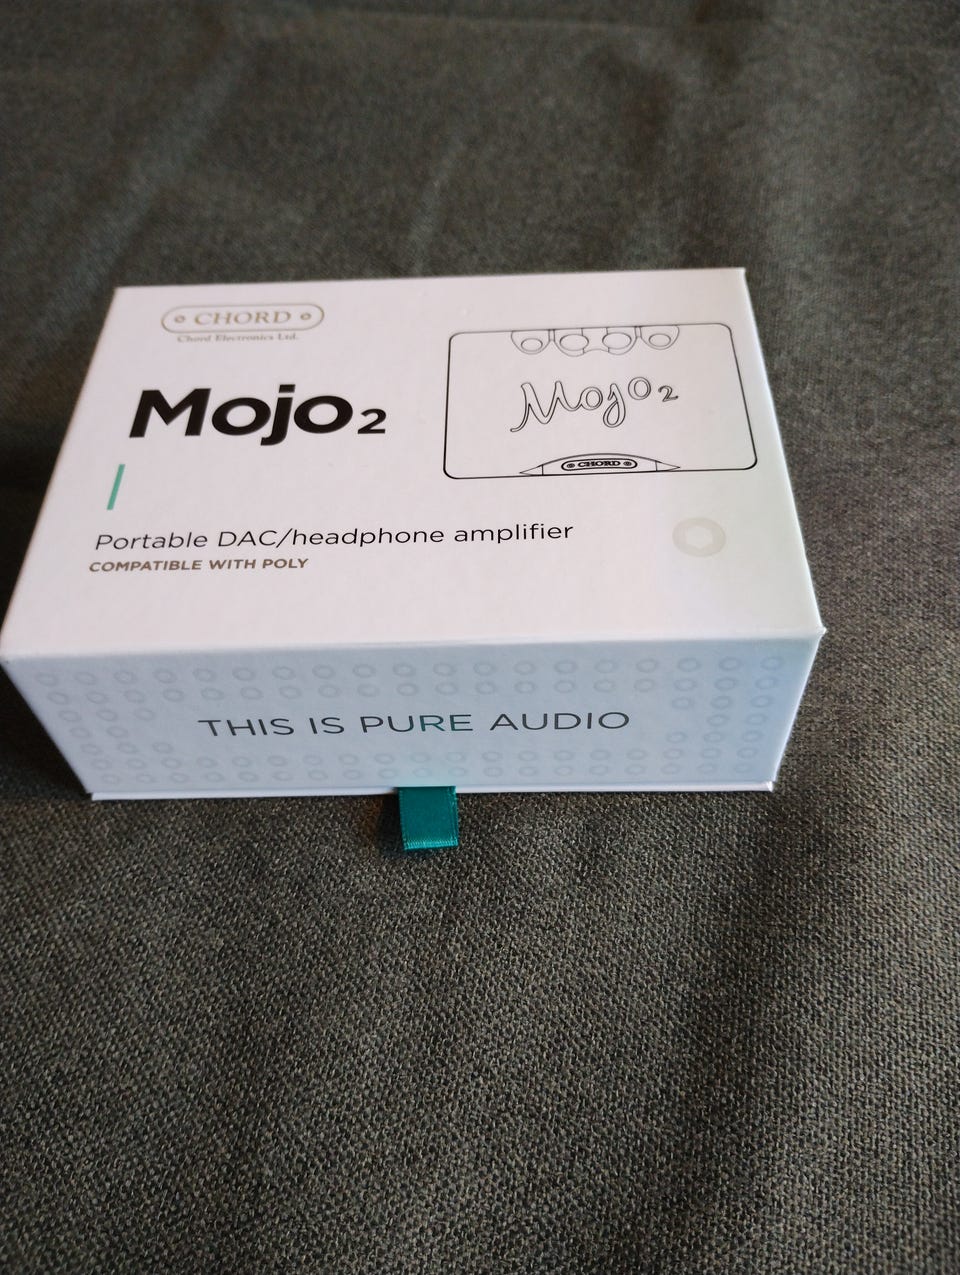 CHORD
Chord Electronics Ltd.
Mojo2
Mojo2
CHORD
Portable DAC/headphone amplifier
COMPATIBLE WITH POLY
THIS IS PURE AUDIO